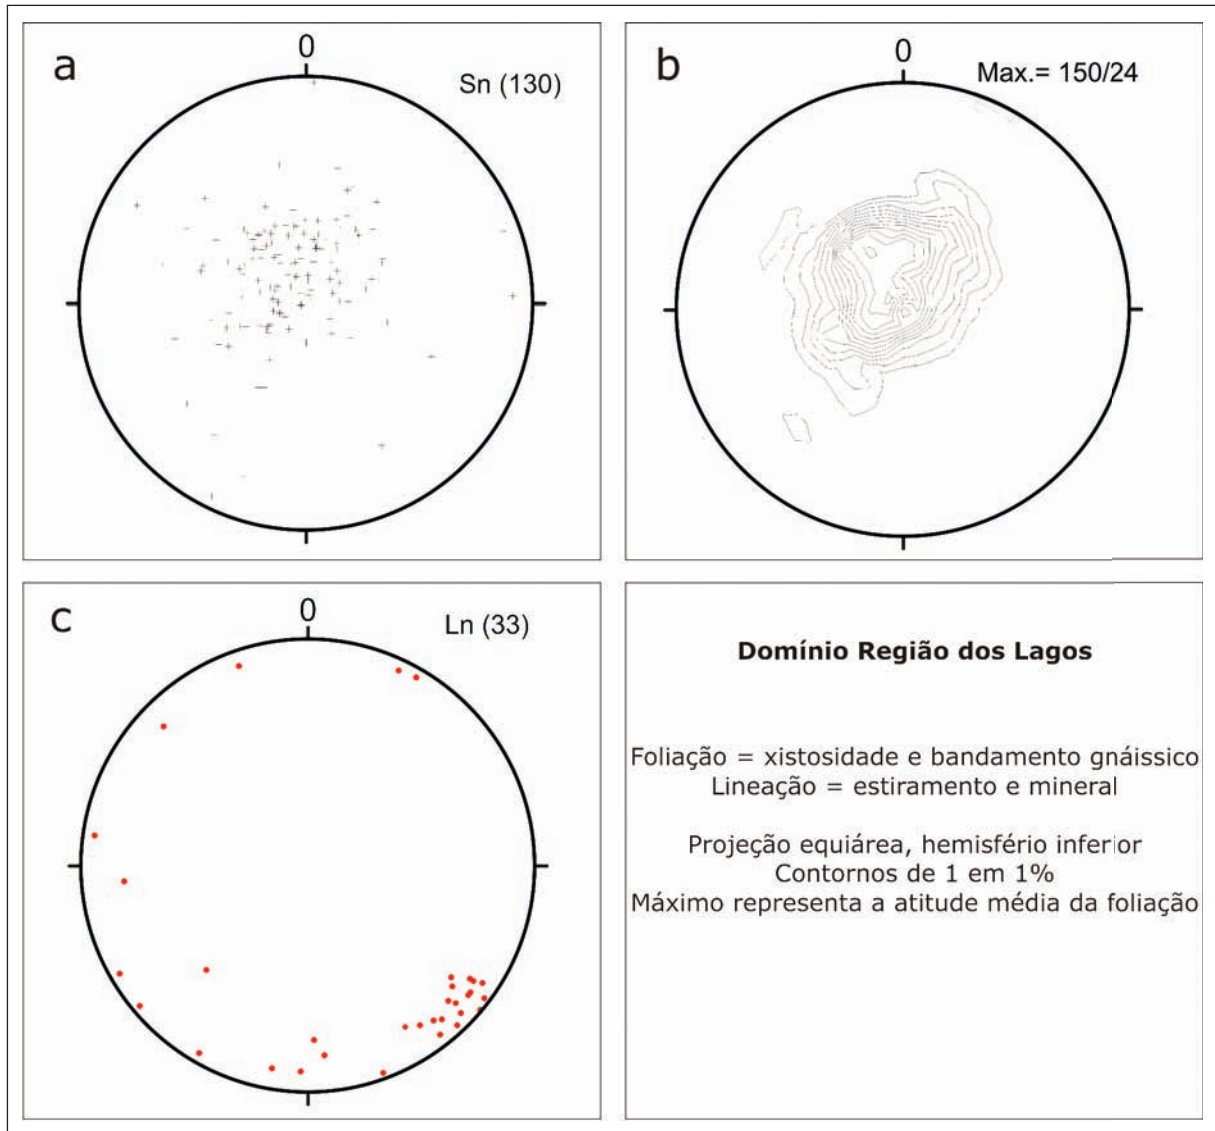 a
0
Sn (130)
b
0
Max.= 150/24
c
0
Ln (33)
Domínio Região dos Lagos
Foliação = xistosidade e bandamento gnáissico
Lineação = estiramento e mineral
Projeção equiárea, hemisfério inferior
Contornos de 1 em 1%
Máximo representa a atitude média da foliação